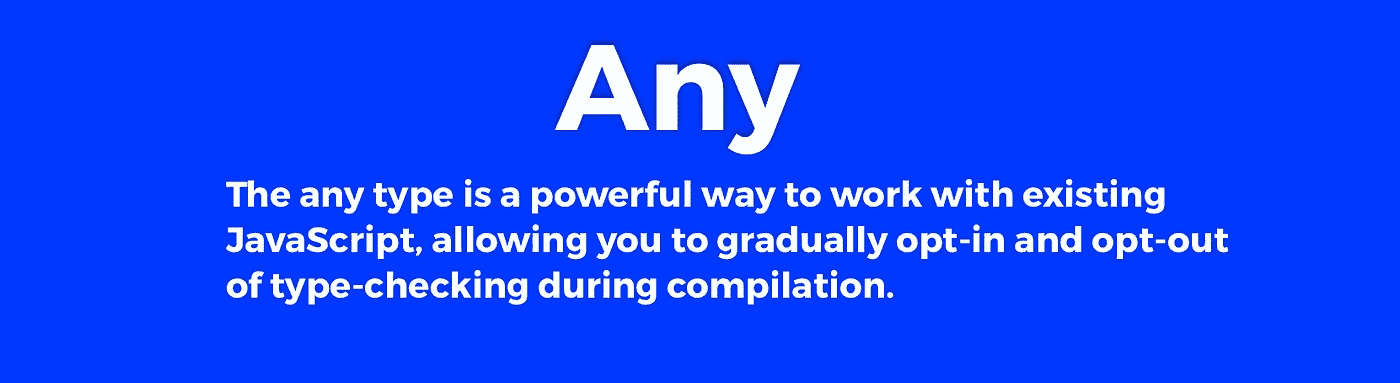 Any
The any type is a powerful way to work with existing
JavaScript, allowing you to gradually opt-in and opt-out
of type-checking during compilation.